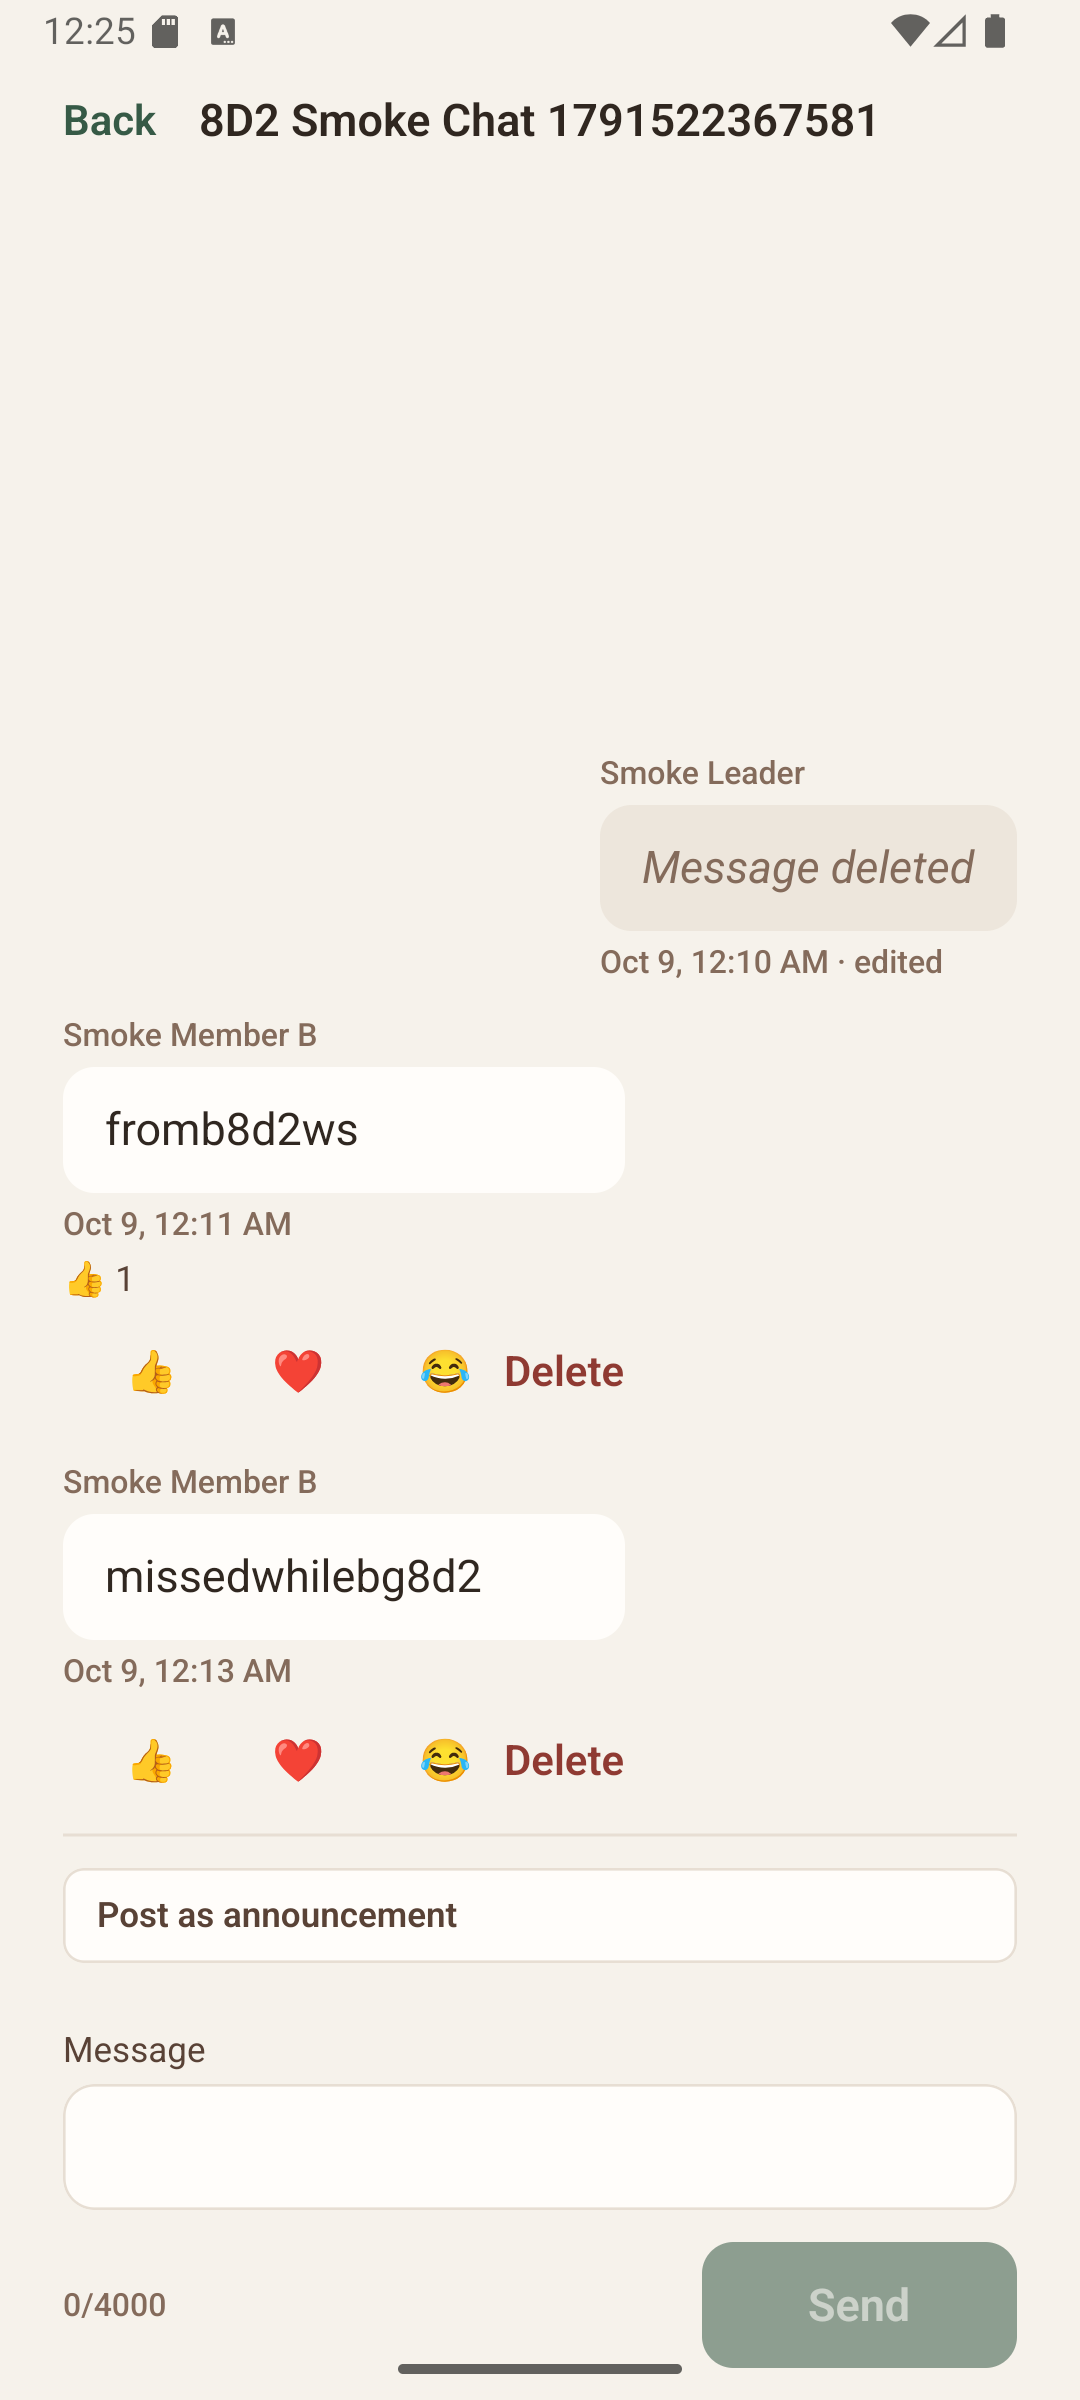 12:25
Back 8D2 Smoke Chat 1791522367581
Smoke Leader
Message deleted
Oct 9, 12:10 AM · edited
Smoke Member B
fromb8d2ws
Oct 9, 12:11 AM
👍 1
👍 ❤️ 😂 Delete
Smoke Member B
missedwhilebg8d2
Oct 9, 12:13 AM
👍 ❤️ 😂 Delete
Post as announcement
Message
0/4000
Send